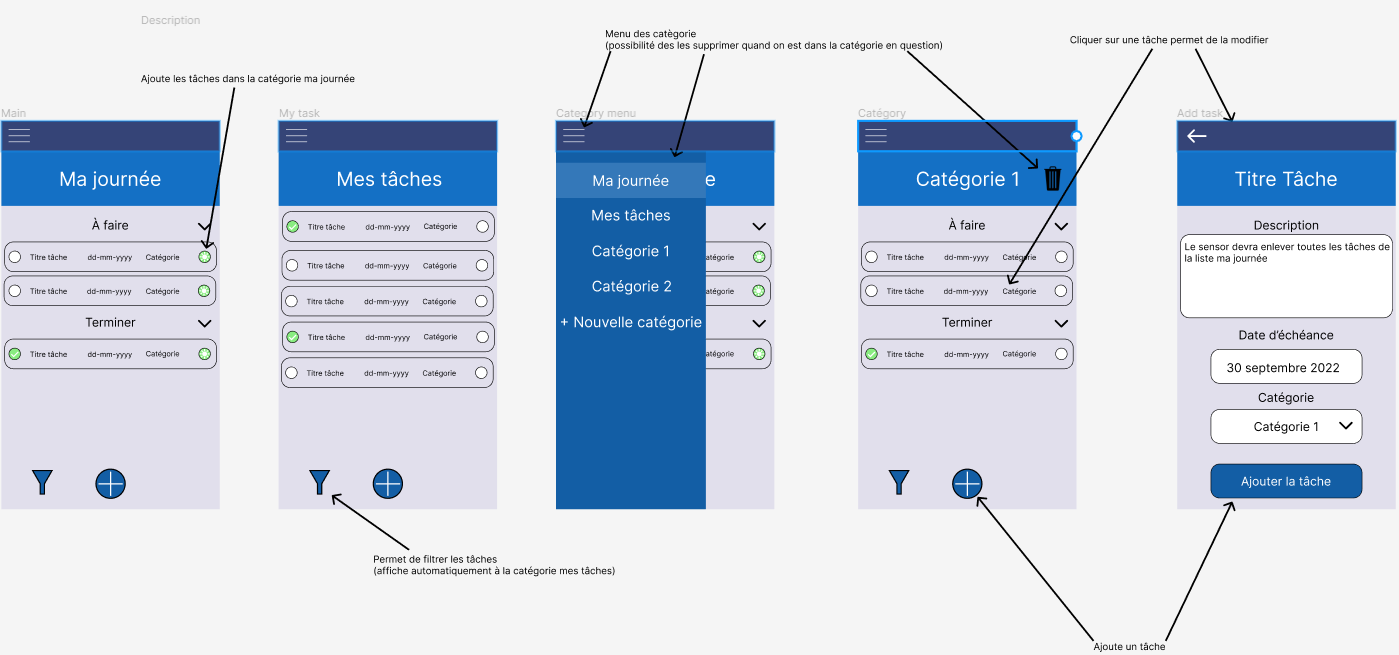 Description
Menu des catègorie
(possibilité des les supprimer quand on est dans la catégorie en question)
Cliquer sur une tâche permet de la modifier
Ajoute les tâches dans la catégorie ma journée
Main
My task
Category menu
Catégory
Add task
Ma journée
À faire
Titre tâche dd-mm-yyyy Catégorie
Titre tâche dd-mm-yyyy Catégorie
Terminer
Titre tâche dd-mm-yyyy Catégorie
Mes tâches
Titre tâche dd-mm-yyyy Catégorie
Titre tâche dd-mm-yyyy Catégorie
Titre tâche dd-mm-yyyy Catégorie
Titre tâche dd-mm-yyyy Catégorie
Titre tâche dd-mm-yyyy Catégorie
Ma journée
e
Mes tâches
Catégorie 1
atégorie
Catégorie 2
atégorie
+ Nouvelle catégorie
atégorie
Catégorie 1
À faire
Titre tâche dd-mm-yyyy Catégorie
Titre tâche dd-mm-yyyy Catégorie
Terminer
Titre tâche dd-mm-yyyy Catégorie
Titre Tâche
Description
Le sensor devra enlever toutes les tâches de
la liste ma journée
Date d'échéance
30 septembre 2022
Catégorie
Catégorie 1
Ajouter la tâche
Permet de filtrer les tâches
(affiche automatiquement à la catégorie mes tâches)
Ajoute un tâche